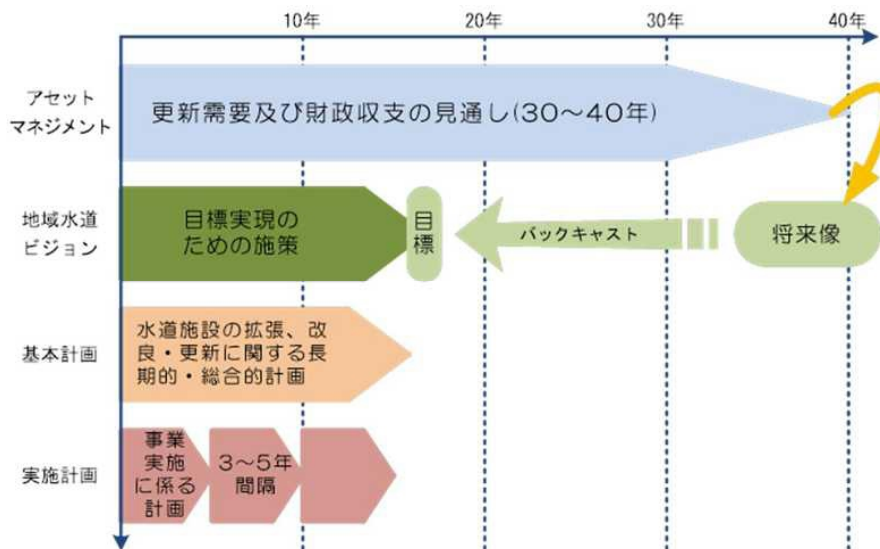 10年 20年 30年 40年
アセット
マネジメント
更新需要及び財政収支の見通し(30～40年)
地域水道
ビジョン
目標実現の
ための施策
目
標
バックキャスト
将来像
基本計画
水道施設の拡張、改
良・更新に関する長
期的・総合的計画
実施計画
事業
実施
に係る
計画
3～5年
間隔